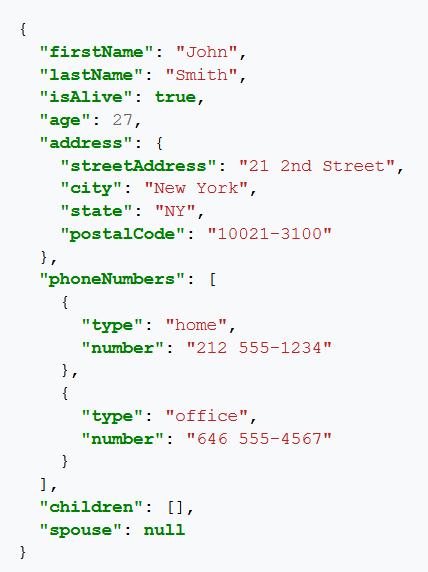 {
  "firstName": "John",
  "lastName": "Smith",
  "isAlive": true,
  "age": 27,
  "address": {
    "streetAddress": "21 2nd Street",
    "city": "New York",
    "state": "NY",
    "postalCode": "10021-3100"
  },
  "phoneNumbers": [
    {
      "type": "home",
      "number": "212 555-1234"
    },
    {
      "type": "office",
      "number": "646 555-4567"
    }
  ],
  "children": [],
  "spouse": null
}